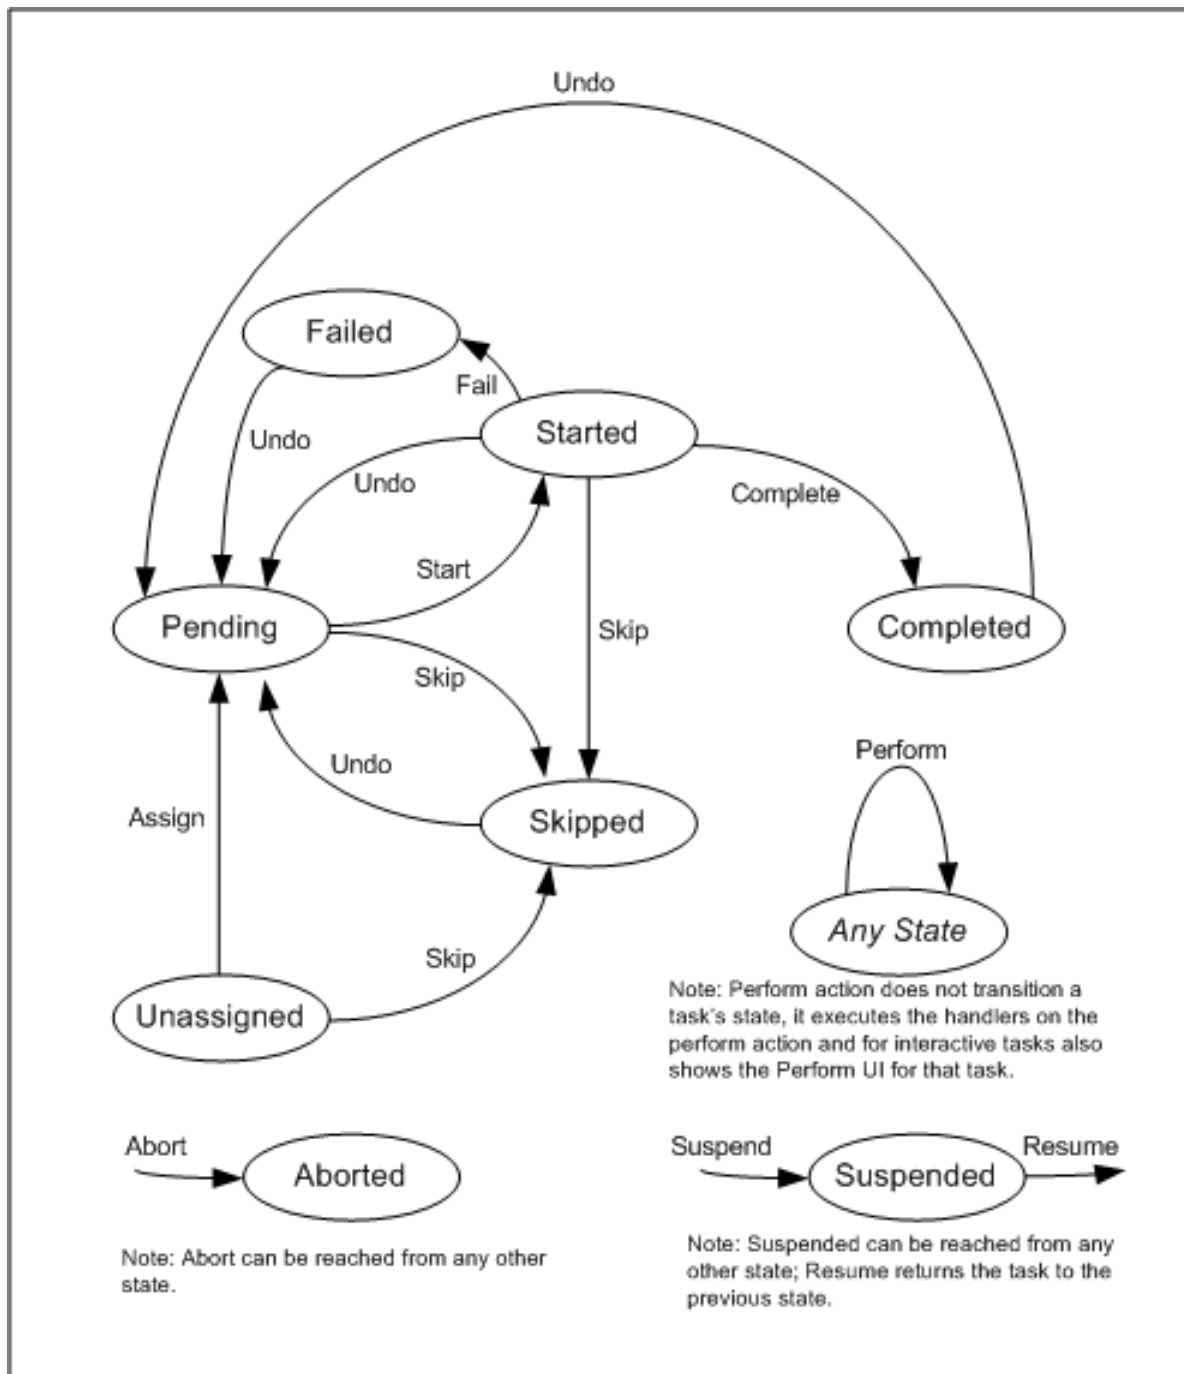 Undo
Failed
Fail
Started
Undo
Undo
Complete
Start
Pending
Skip
Completed
Skip
Undo
Perform
Assign
Skipped
Any State
Skip
Unassigned
Note: Perform action does not transition a
task's state, it executes the handlers on the
perform action and for interactive tasks also
shows the Perform UI for that task.
Abort
Aborted
Suspend
Suspended
Resume
Note: Abort can be reached from any other
state.
Note: Suspended can be reached from any
other state; Resume returns the task to the
previous state.